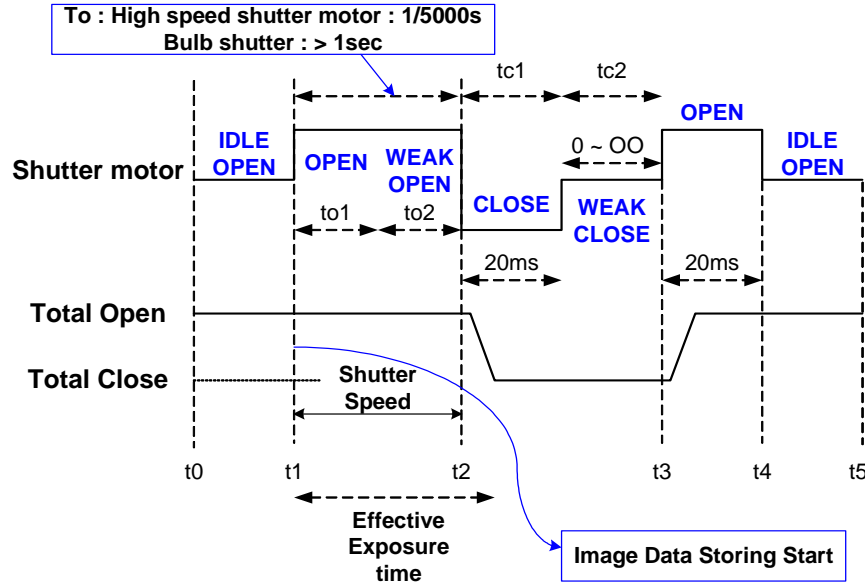 To : High speed shutter motor : 1/5000s
Bulb shutter : > 1sec
tc1
tc2
OPEN
IDLE
OPEN
OPEN
WEAK
OPEN
0 ~ OO
IDLE
OPEN
Shutter motor
CLOSE
WEAK
CLOSE
to1
to2
20ms
20ms
Total Open
Total Close
Shutter
Speed
t0
t1
t2
t3
t4
t5
Effective
Exposure
time
Image Data Storing Start